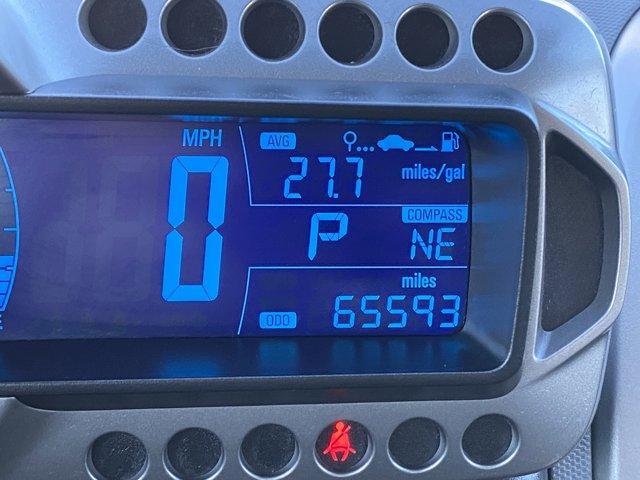 MPH
0
AVG
27.7
miles/gal
P
COMPASS
NE
miles
ODO
65593